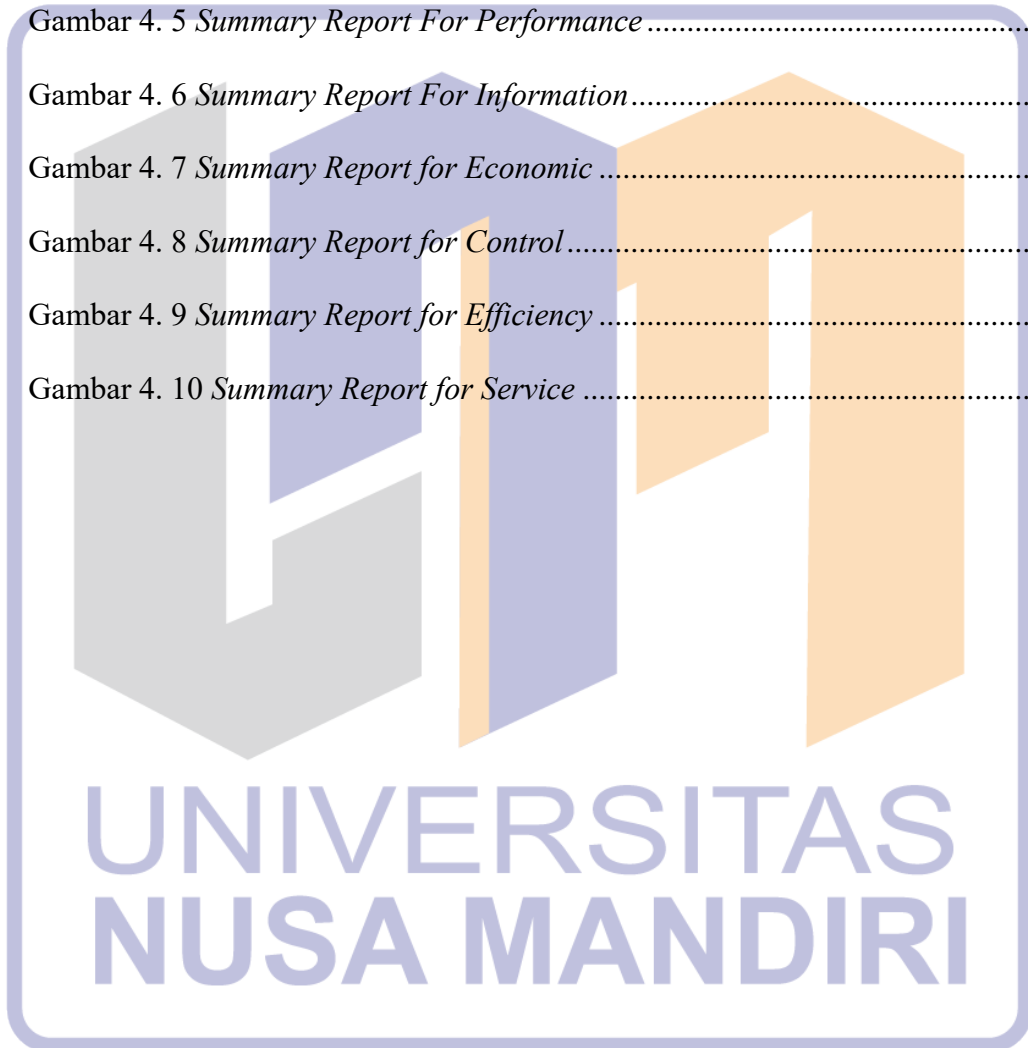 Gambar 4. 5 Summary Report For Performance ................................................
Gambar 4. 6 Summary Report For Information ..................................................
Gambar 4. 7 Summary Report for Economic ......................................................
Gambar 4. 8 Summary Report for Control ..........................................................
Gambar 4. 9 Summary Report for Efficiency ......................................................
Gambar 4. 10 Summary Report for Service ........................................................
UNIVERSITAS
NUSA MANDIRI